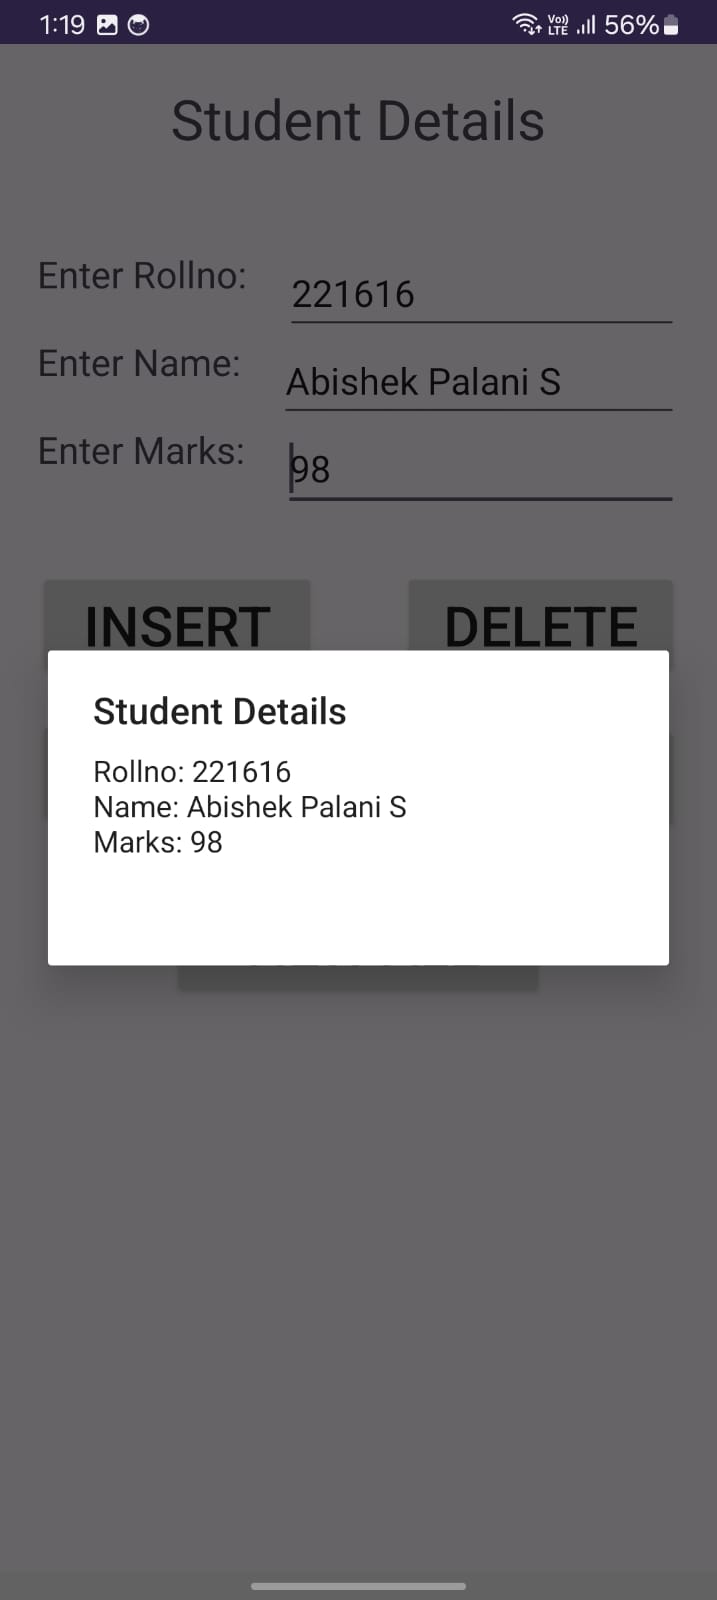 1:19 Vo)) LTE 56%
Student Details
Enter Rollno: 221616
Enter Name: Abishek Palani S
Enter Marks: 98
INSERT DELETE
Student Details
Rollno: 221616
Name: Abishek Palani S
Marks: 98